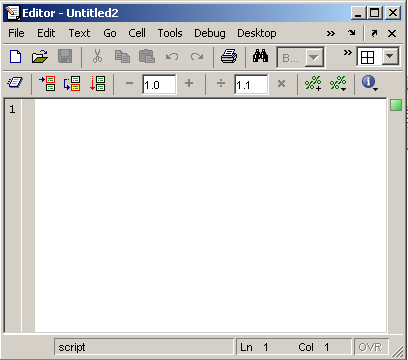 Editor - Untitled2
File Edit Text Go Cell Tools Debug Desktop »
B... »
− 1.0 + ÷ 1.1 ×
1
script Ln 1 Col 1 OVR